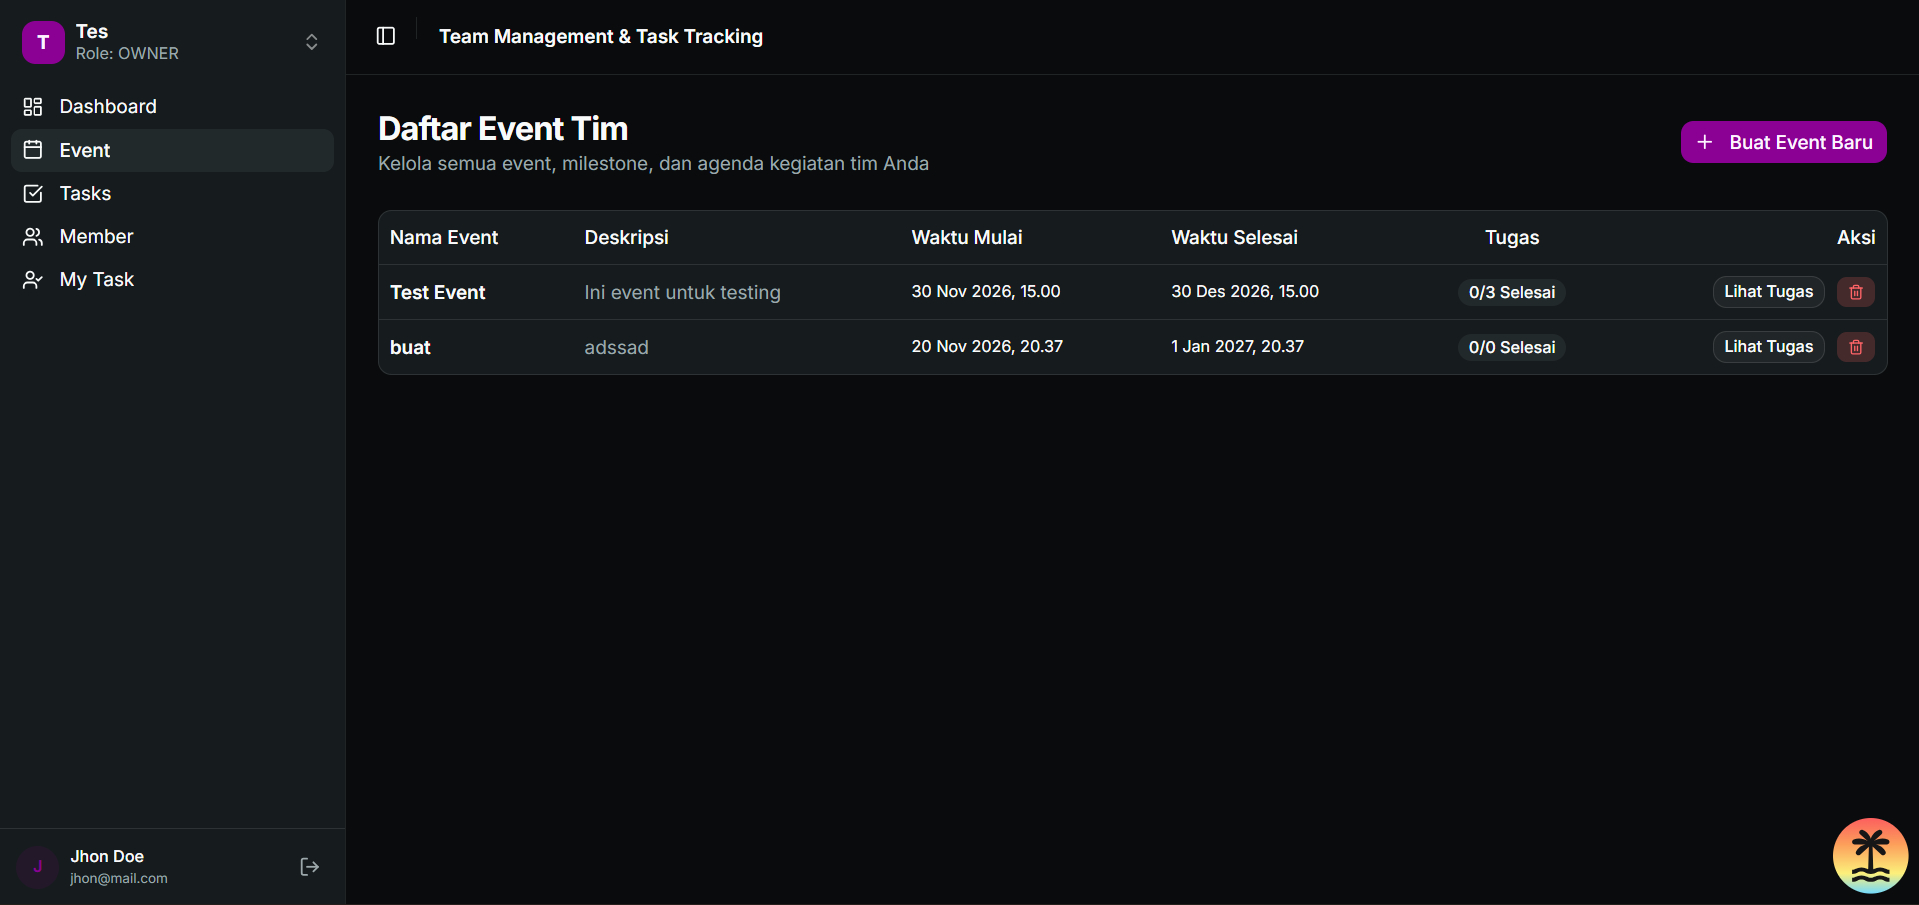 T
Tes
Role: OWNER
Dashboard
Event
Tasks
Member
My Task
Jhon Doe
J
jhon@mail.com
Team Management & Task Tracking
Daftar Event Tim
Kelola semua event, milestone, dan agenda kegiatan tim Anda
Buat Event Baru
Nama Event Deskripsi Waktu Mulai Waktu Selesai Tugas Aksi
Test Event Ini event untuk testing 30 Nov 2026, 15.00 30 Des 2026, 15.00 0/3 Selesai Lihat Tugas
buat adssad 20 Nov 2026, 20.37 1 Jan 2027, 20.37 0/0 Selesai Lihat Tugas